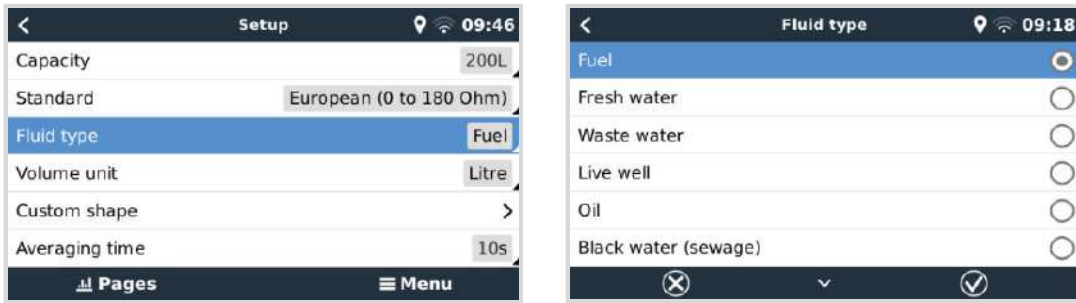 Setup 09:46
Capacity 200L
Standard European (0 to 180 Ohm)
Fluid type Fuel
Volume unit Litre
Custom shape
Averaging time 10s
Pages Menu
Fluid type 09:18
Fuel
Fresh water
Waste water
Live well
Oil
Black water (sewage)